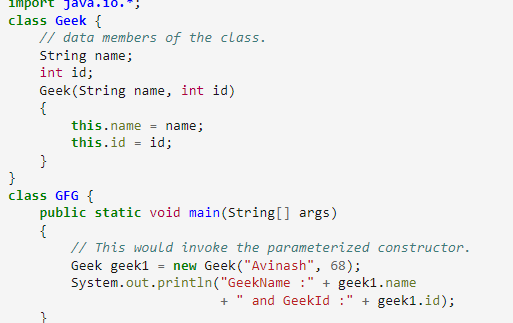 import java.io.*;
class Geek {
    // data members of the class.
    String name;
    int id;
    Geek(String name, int id)
    {
        this.name = name;
        this.id = id;
    }
}
class GFG {
    public static void main(String[] args)
    {
        // This would invoke the parameterized constructor.
        Geek geek1 = new Geek("Avinash", 68);
        System.out.println("GeekName :" + geek1.name
                           + " and GeekId :" + geek1.id);
    }